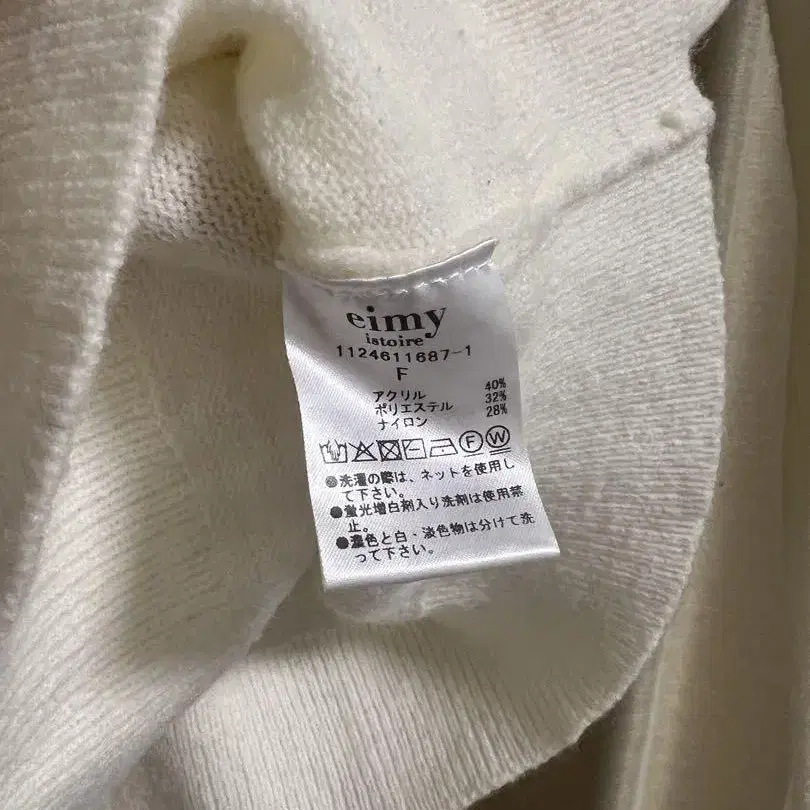 eimy
istoire
1124611687-1
F
アクリル 40%
ポリエステル 32%
ナイロン 28%
F W
●洗濯の際は、ネットを使用し
て下さい。
●蛍光増白剤入り洗剤は使用禁
止。
●濃色と白・淡色物は分けて洗
って下さい。